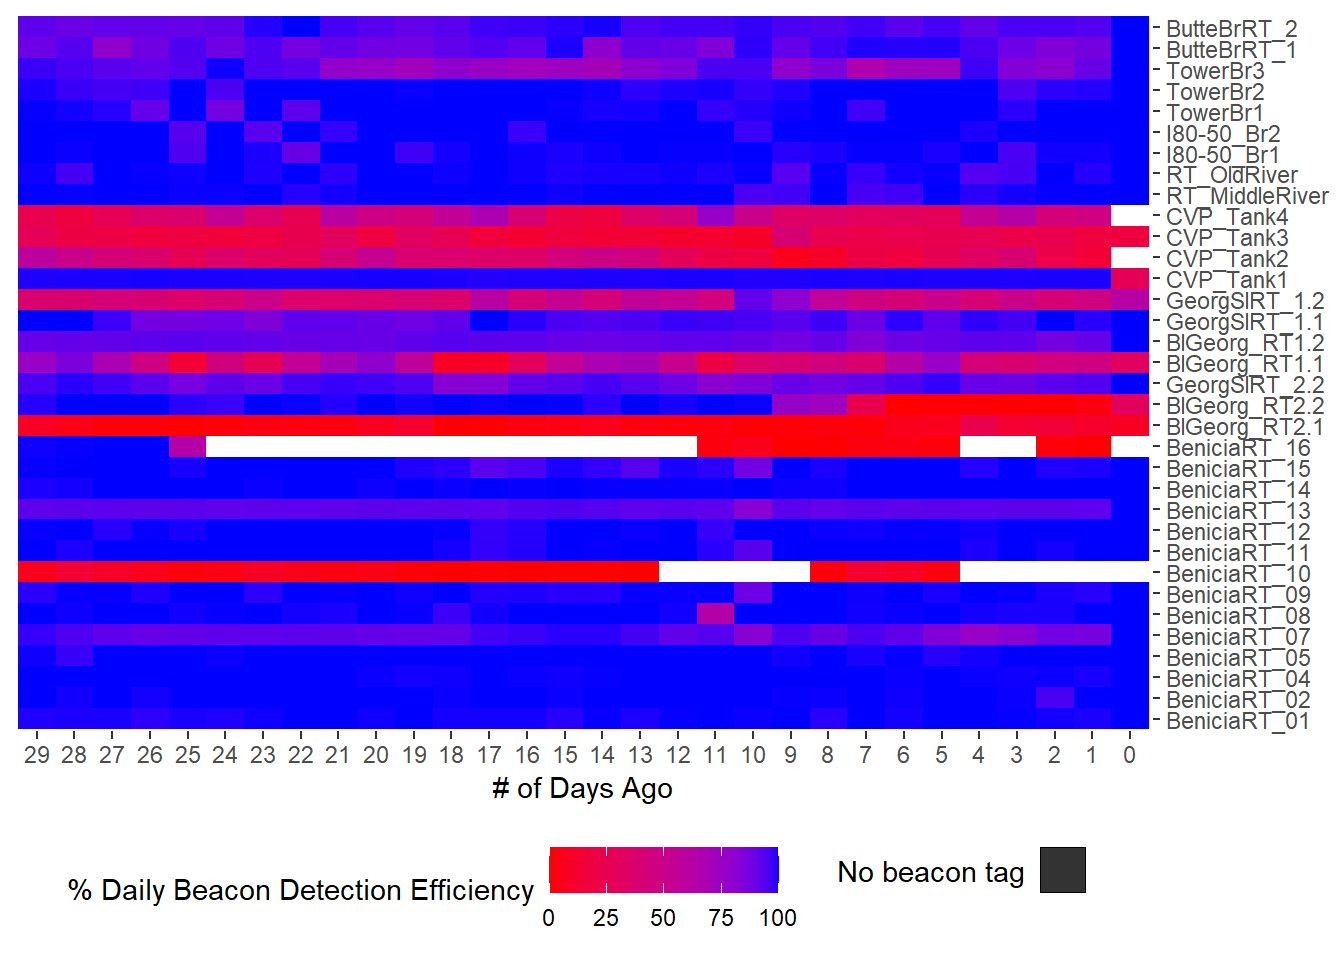 ButteBrRT_2
ButteBrRT_1
TowerBr3
TowerBr2
TowerBr1
I80-50_Br2
I80-50_Br1
RT_OldRiver
RT_MiddleRiver
CVP_Tank4
CVP_Tank3
CVP_Tank2
CVP_Tank1
GeorgSlRT_1.2
GeorgSlRT_1.1
BlGeorg_RT1.2
BlGeorg_RT1.1
GeorgSlRT_2.2
BlGeorg_RT2.2
BlGeorg_RT2.1
BeniciaRT_16
BeniciaRT_15
BeniciaRT_14
BeniciaRT_13
BeniciaRT_12
BeniciaRT_11
BeniciaRT_10
BeniciaRT_09
BeniciaRT_08
BeniciaRT_07
BeniciaRT_05
BeniciaRT_04
BeniciaRT_02
BeniciaRT_01
29 28 27 26 25 24 23 22 21 20 19 18 17 16 15 14 13 12 11 10 9 8 7 6 5 4 3 2 1 0
# of Days Ago
% Daily Beacon Detection Efficiency
0 25 50 75 100
No beacon tag